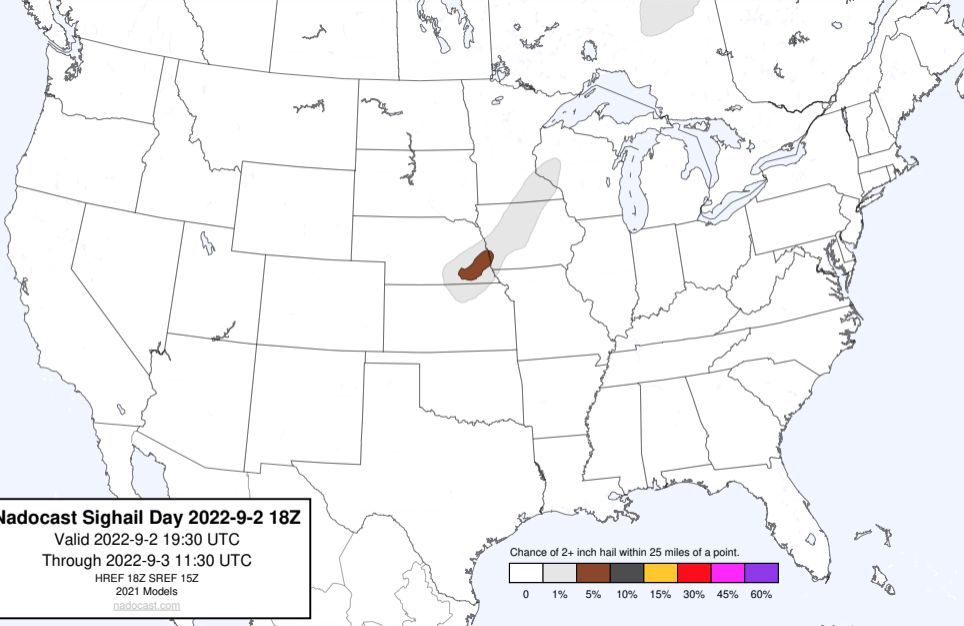 Nadocast Sighail Day 2022-9-2 18Z
Valid 2022-9-2 19:30 UTC
Through 2022-9-3 11:30 UTC
HREF 18Z SREF 15Z
2021 Models
nadocast.com
Chance of 2+ inch hail within 25 miles of a point.
0 1% 5% 10% 15% 30% 45% 60%